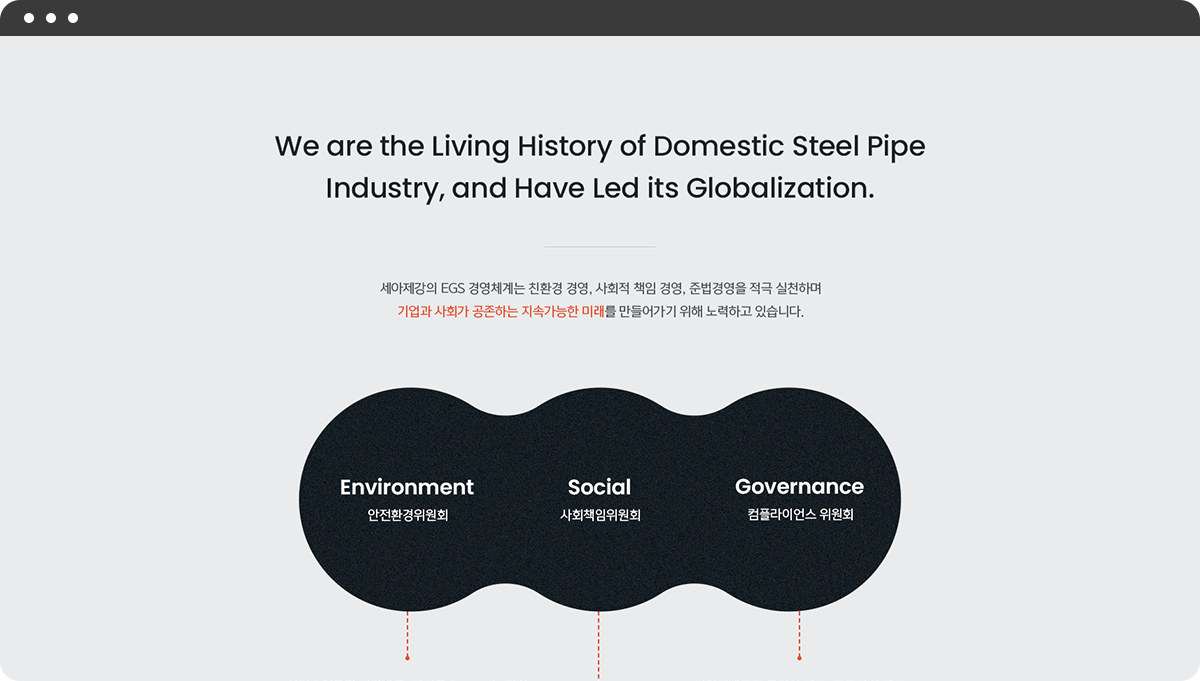 We are the Living History of Domestic Steel Pipe
Industry, and Have Led its Globalization.
세아제강의 EGS 경영체계는 친환경 경영, 사회적 책임 경영, 준법경영을 적극 실천하며
기업과 사회가 공존하는 지속가능한 미래를 만들어가기 위해 노력하고 있습니다.
Environment
안전환경위원회
Social
사회책임위원회
Governance
컴플라이언스 위원회